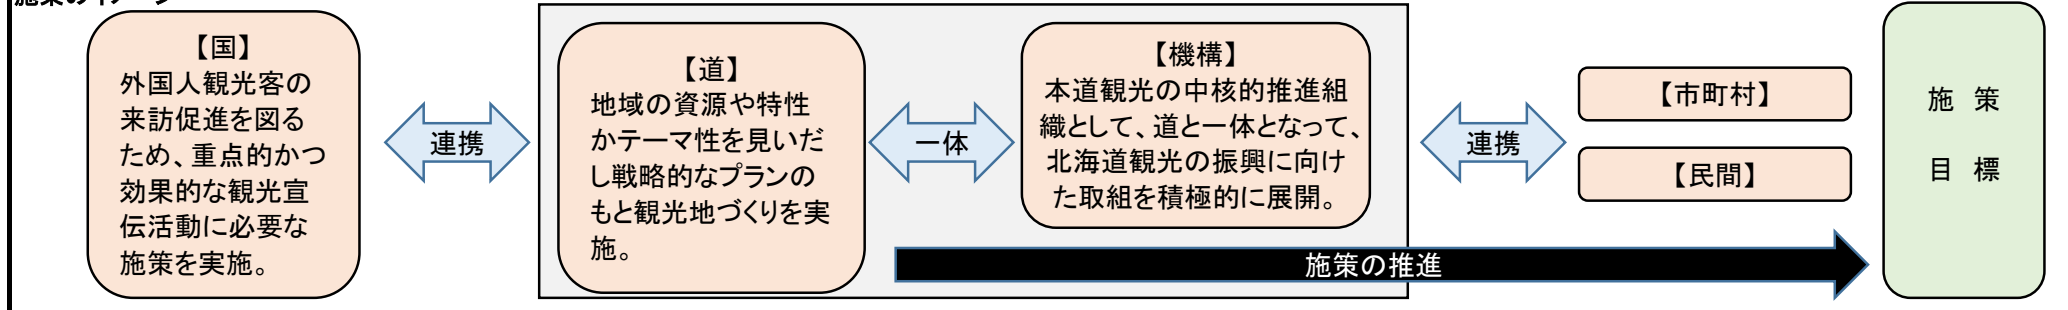 施策のイメージ
【国】
外国人観光客の
来訪促進を図る
ため、重点的かつ
効果的な観光宣
伝活動に必要な
施策を実施。
連携
【道】
地域の資源や特性
かテーマ性を見いだ
し戦略的なプランの
もと観光地づくりを実
施。
一体
【機構】
本道観光の中核的推進組
織として、道と一体となって、
北海道観光の振興に向け
た取組を積極的に展開。
連携
【市町村】
【民間】
施策の推進
施 策
目 標